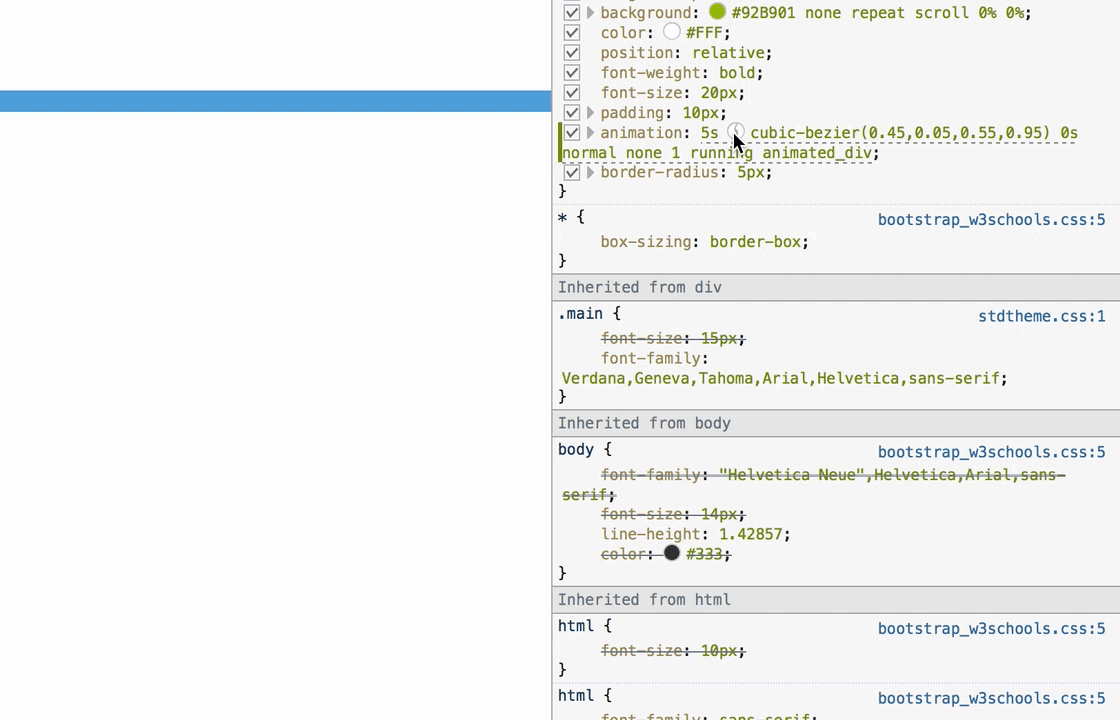 background: #92B901 none repeat scroll 0% 0%;
color: #FFF;
position: relative;
font-weight: bold;
font-size: 20px;
padding: 10px;
animation: 5s cubic-bezier(0.45,0.05,0.55,0.95) 0s
normal none 1 running animated_div;
border-radius: 5px;
}
* { bootstrap_w3schools.css:5
box-sizing: border-box;
}
Inherited from div
.main { stdtheme.css:1
font-size: 15px;
font-family:
Verdana,Geneva,Tahoma,Arial,Helvetica,sans-serif;
}
Inherited from body
body { bootstrap_w3schools.css:5
font-family: "Helvetica Neue",Helvetica,Arial,sans-
serif;
font-size: 14px;
line-height: 1.42857;
color: #333;
}
Inherited from html
html { bootstrap_w3schools.css:5
font-size: 10px;
}
html { bootstrap_w3schools.css:5
font-family: sans-serif;